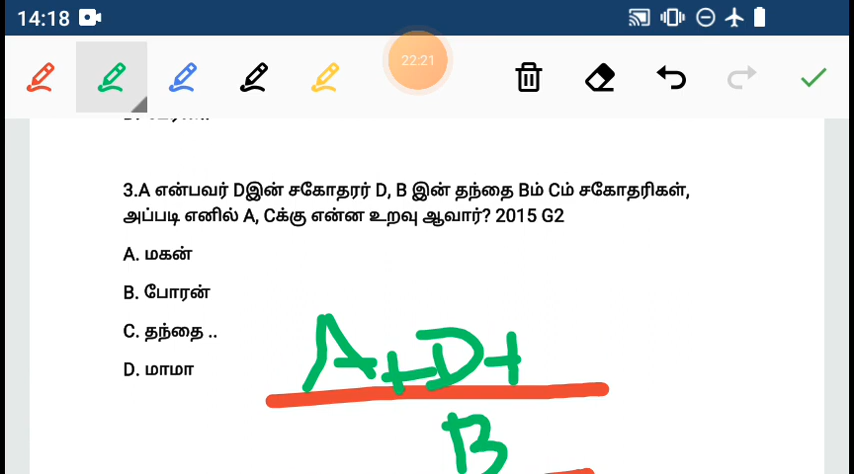 14:18
22:21
3.A என்பவர் Dஇன் சகோதரர் D, B இன் தந்தை Bம் Cம் சகோதரிகள்,
அப்படி எனில் A, Cக்கு என்ன உறவு ஆவார்? 2015 G2
A. மகன்
B. போரன்
C. தந்தை ..
D. மாமா
A+D+
B